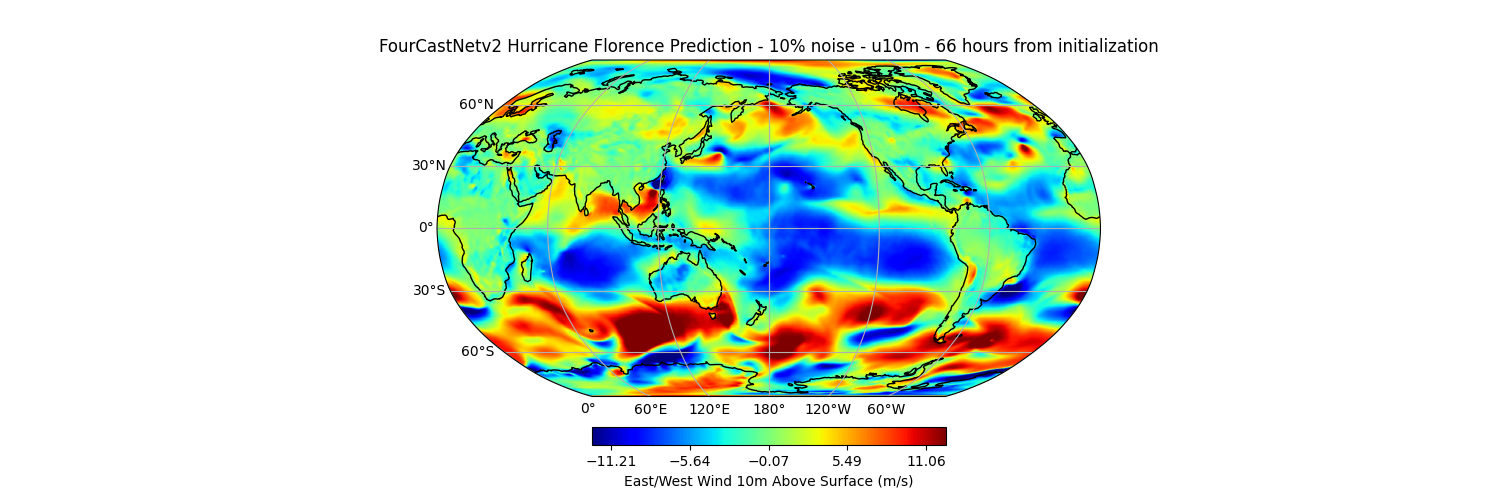 FourCastNetv2 Hurricane Florence Prediction - 10% noise - u10m - 66 hours from initialization
60°N
30°N
0°
30°S
60°S
0° 60°E 120°E 180° 120°W 60°W
−11.21 −5.64 −0.07 5.49 11.06
East/West Wind 10m Above Surface (m/s)